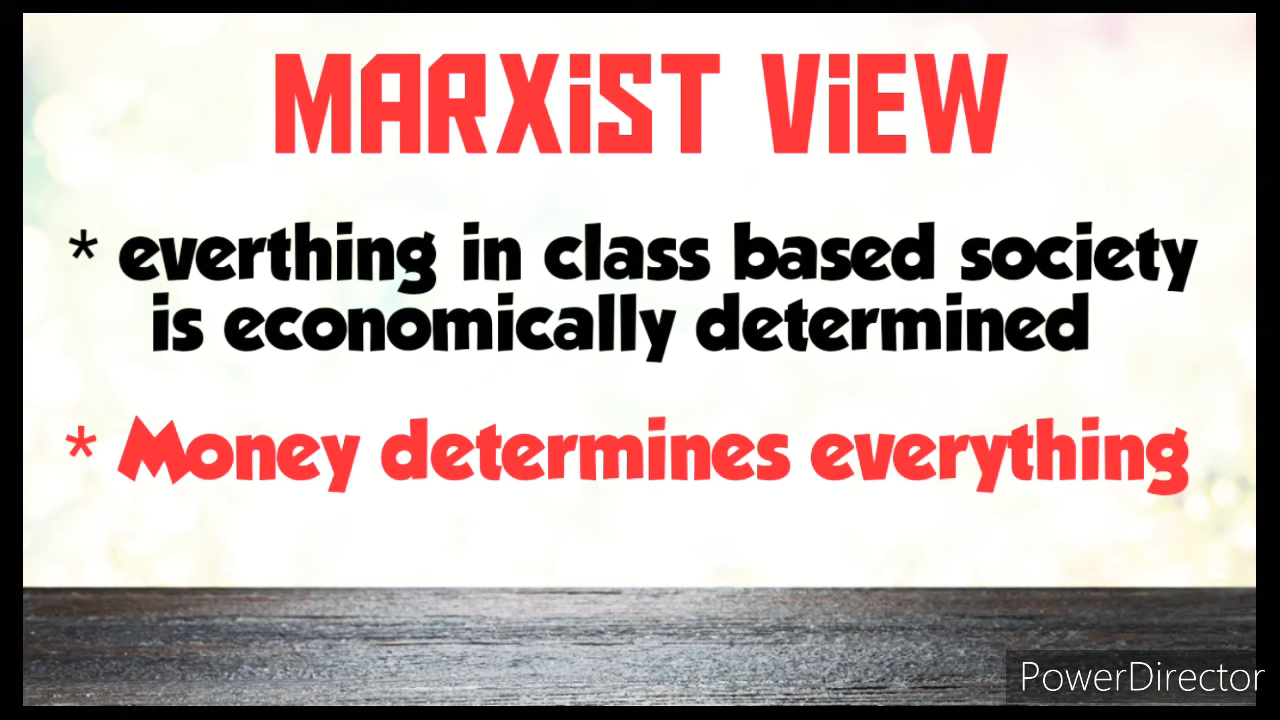 MARXiST ViEW
* everthing in class based society
is economically determined
* Money determines everything
PowerDirector